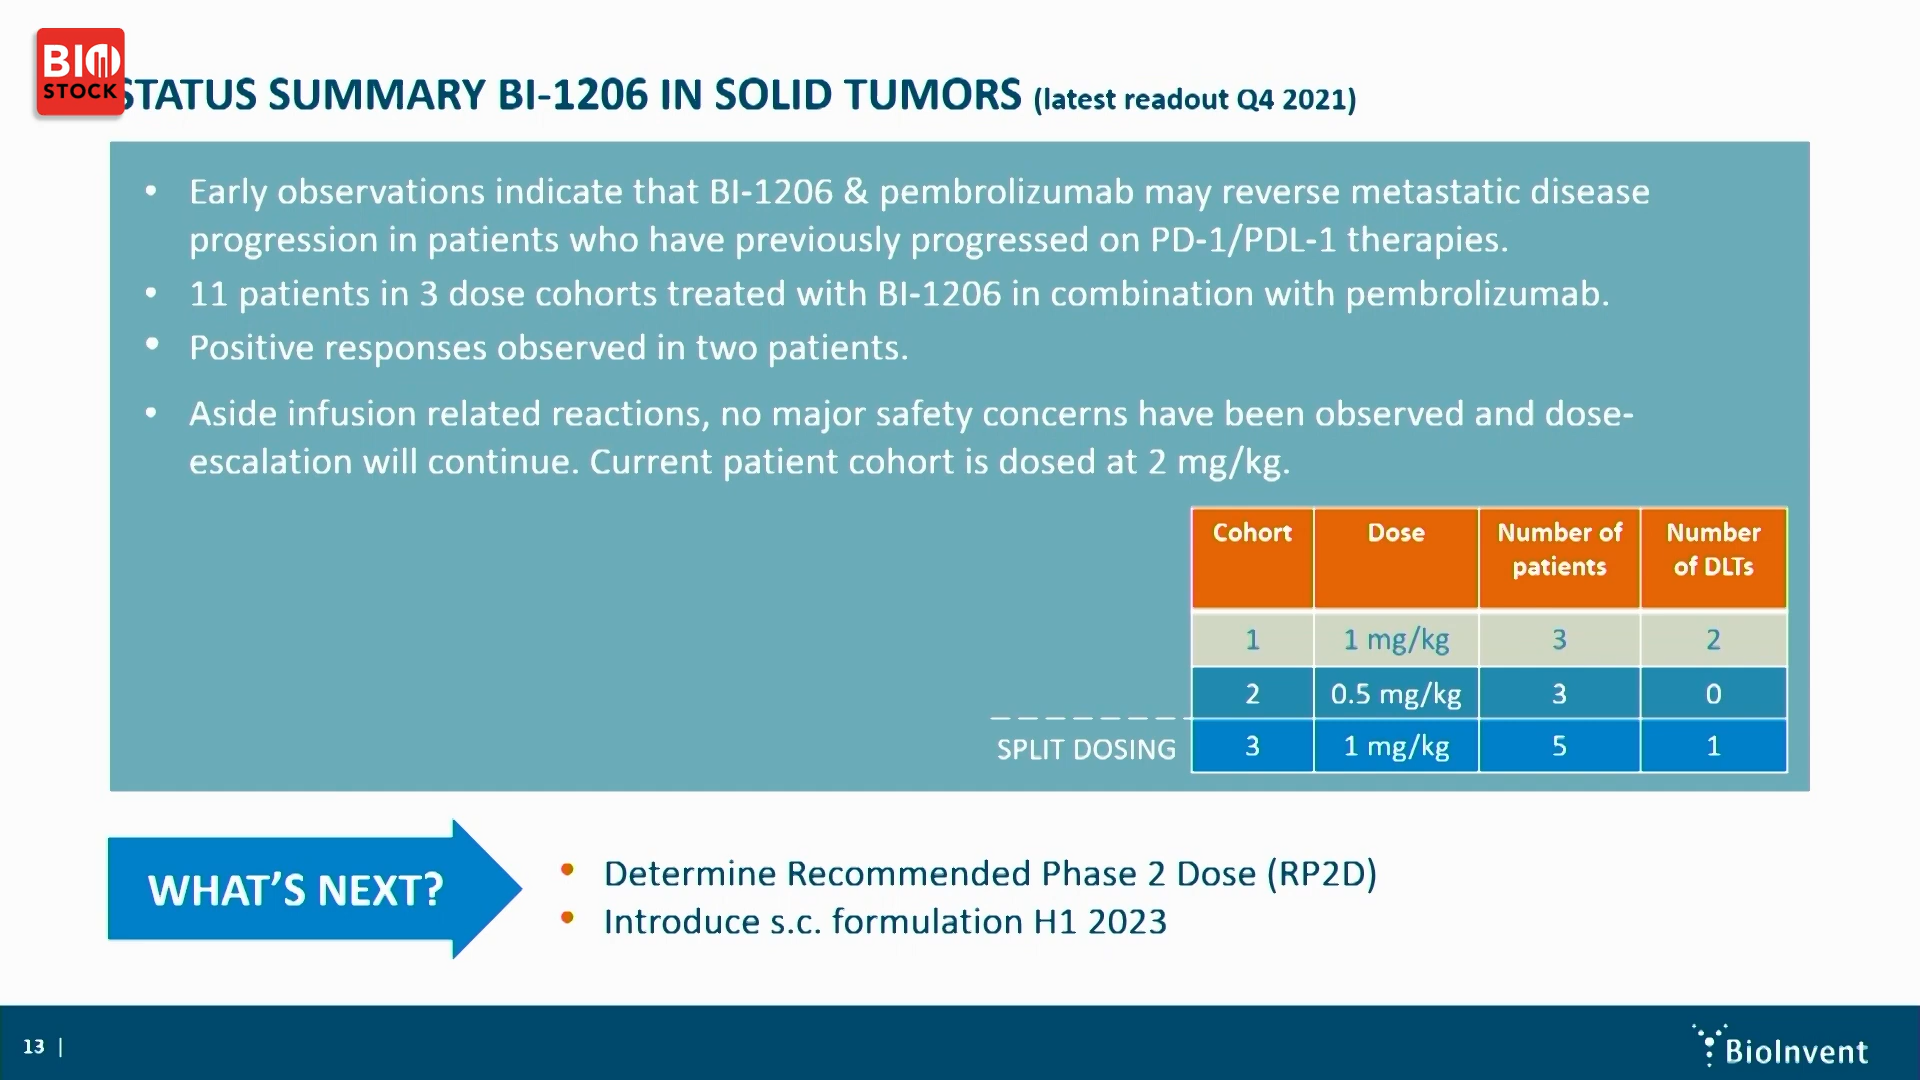 BIO
STOCK
STATUS SUMMARY BI-1206 IN SOLID TUMORS (latest readout Q4 2021)
• Early observations indicate that BI-1206 & pembrolizumab may reverse metastatic disease
progression in patients who have previously progressed on PD-1/PDL-1 therapies.
• 11 patients in 3 dose cohorts treated with BI-1206 in combination with pembrolizumab.
• Positive responses observed in two patients.
• Aside infusion related reactions, no major safety concerns have been observed and dose-
escalation will continue. Current patient cohort is dosed at 2 mg/kg.
Cohort Dose Number of patients Number of DLTs
1 1 mg/kg 3 2
2 0.5 mg/kg 3 0
SPLIT DOSING 3 1 mg/kg 5 1
WHAT'S NEXT?
• Determine Recommended Phase 2 Dose (RP2D)
• Introduce s.c. formulation H1 2023
13 |
BioInvent